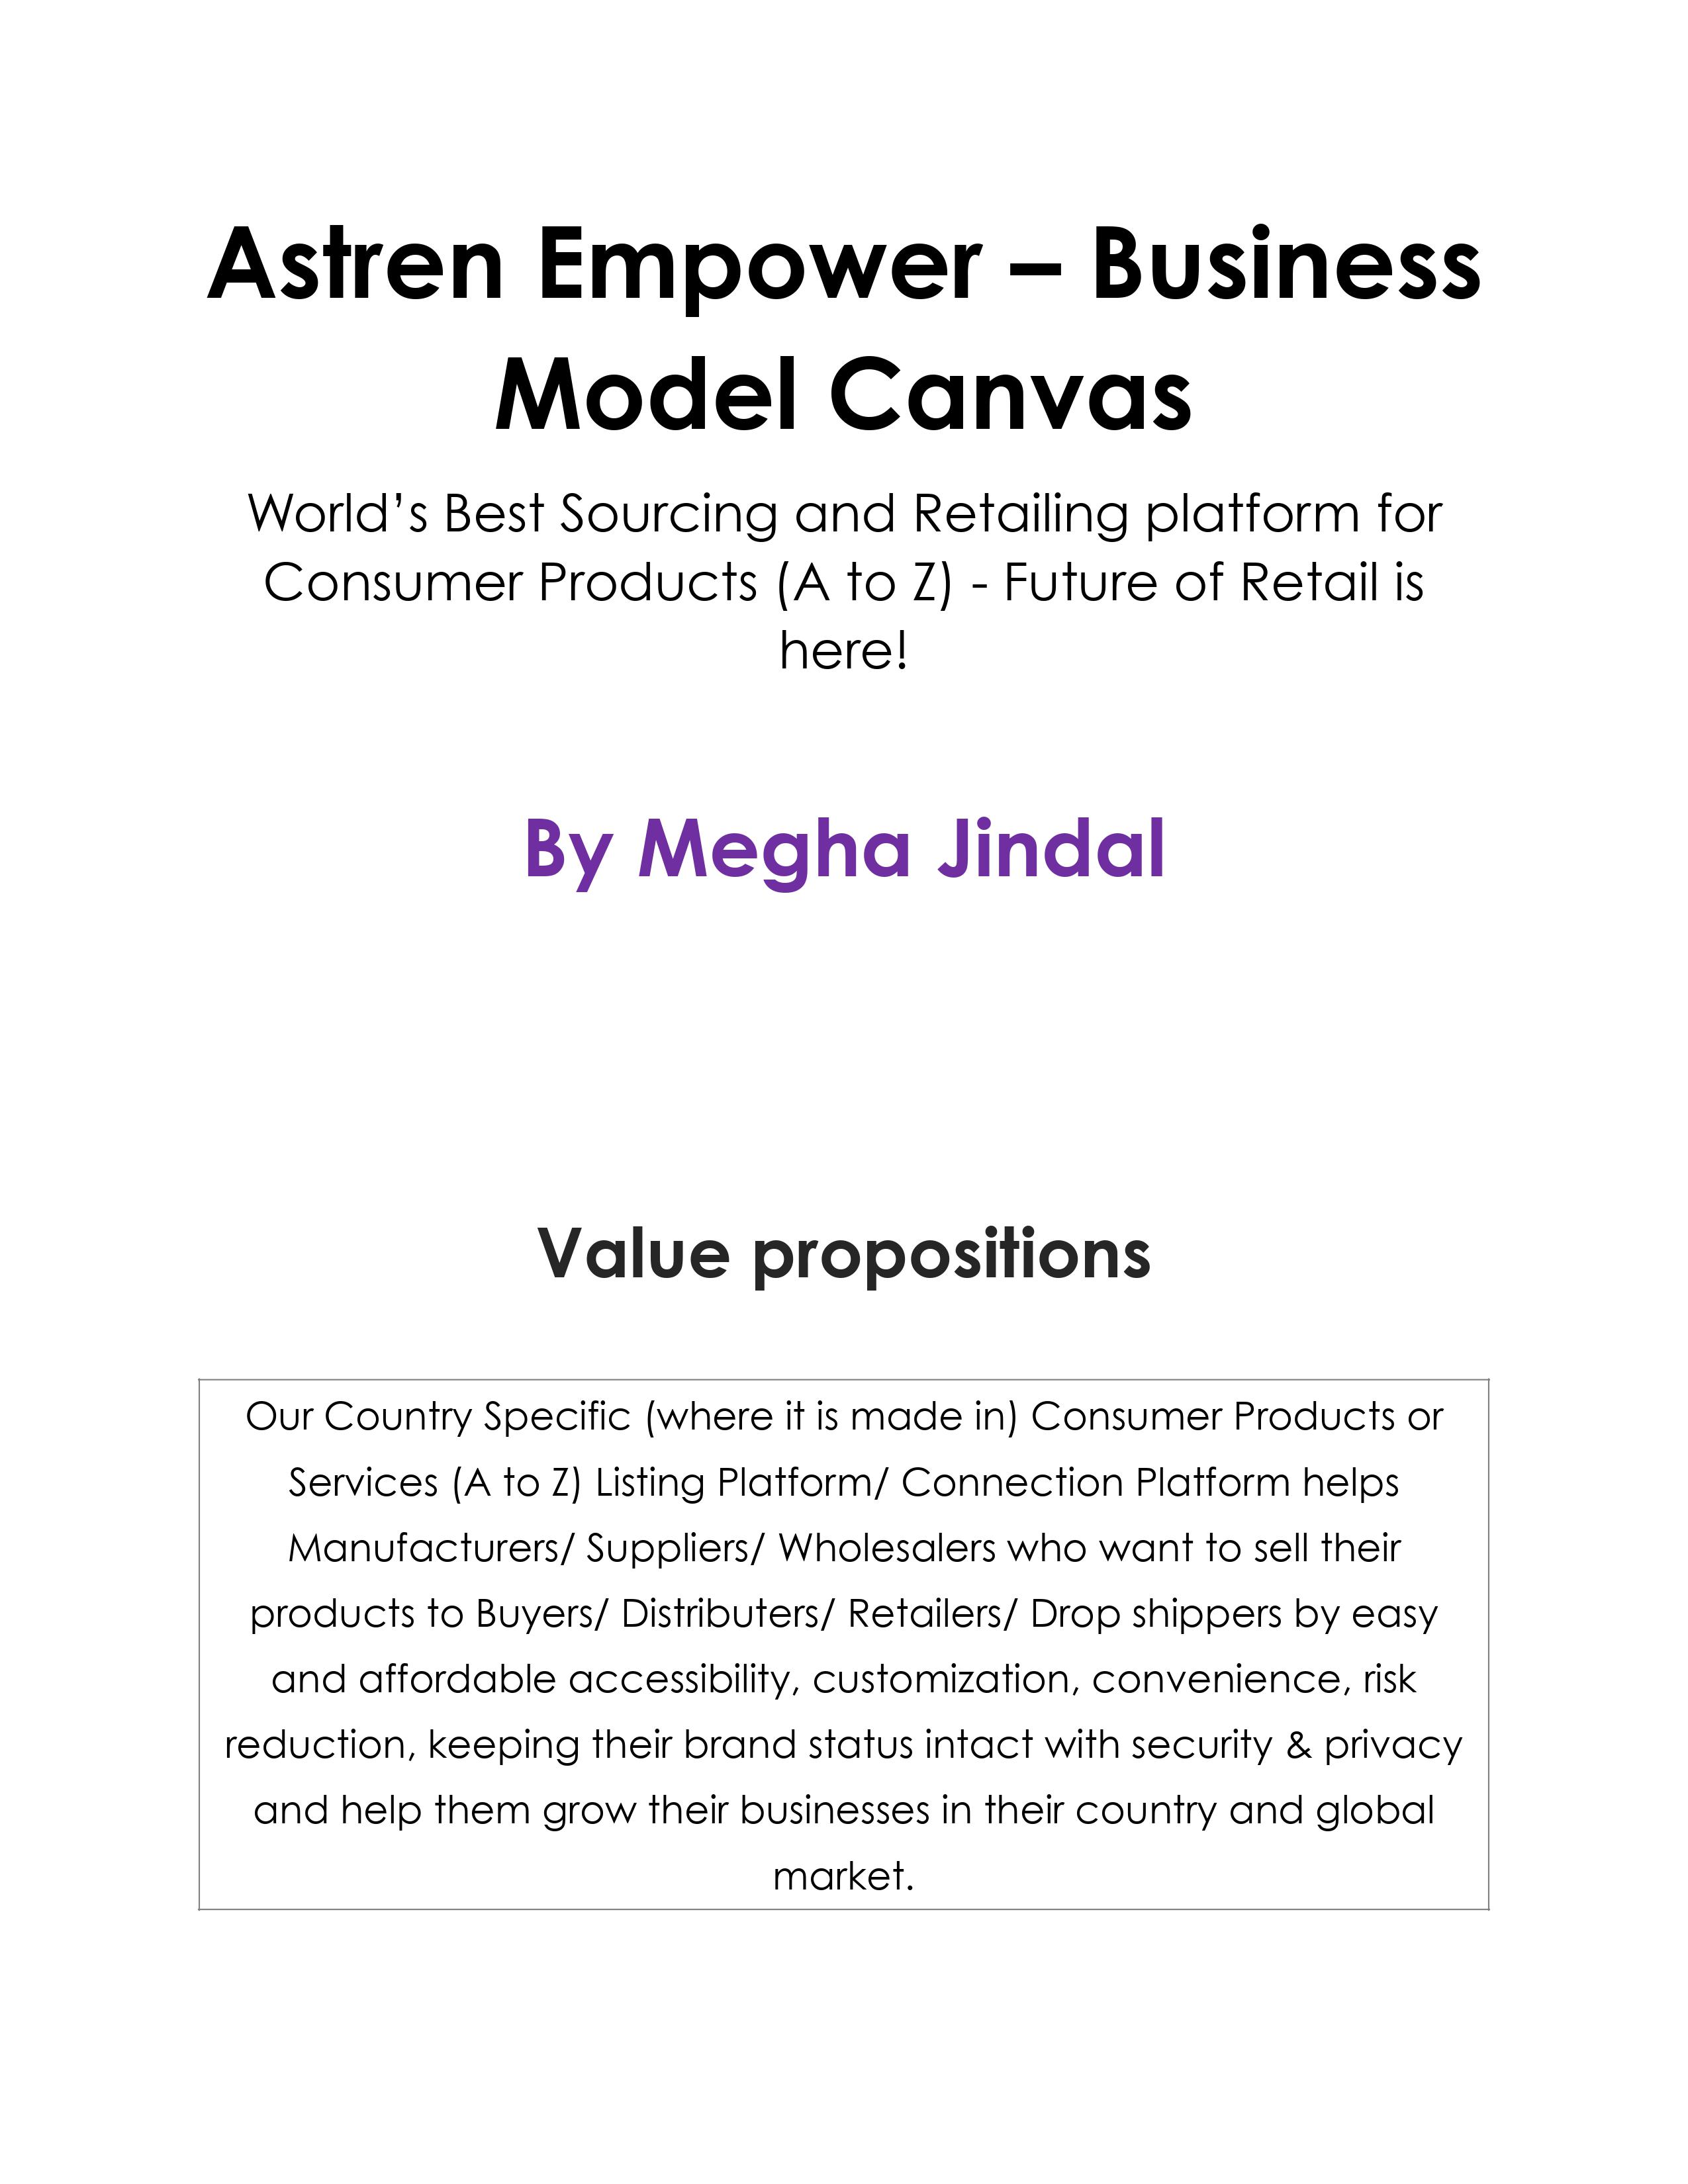 Astren Empower – Business
Model Canvas
World’s Best Sourcing and Retailing platform for
Consumer Products (A to Z) - Future of Retail is
here!
By Megha Jindal
Value propositions
Our Country Specific (where it is made in) Consumer Products or
Services (A to Z) Listing Platform/ Connection Platform helps
Manufacturers/ Suppliers/ Wholesalers who want to sell their
products to Buyers/ Distributers/ Retailers/ Drop shippers by easy
and affordable accessibility, customization, convenience, risk
reduction, keeping their brand status intact with security & privacy
and help them grow their businesses in their country and global
market.